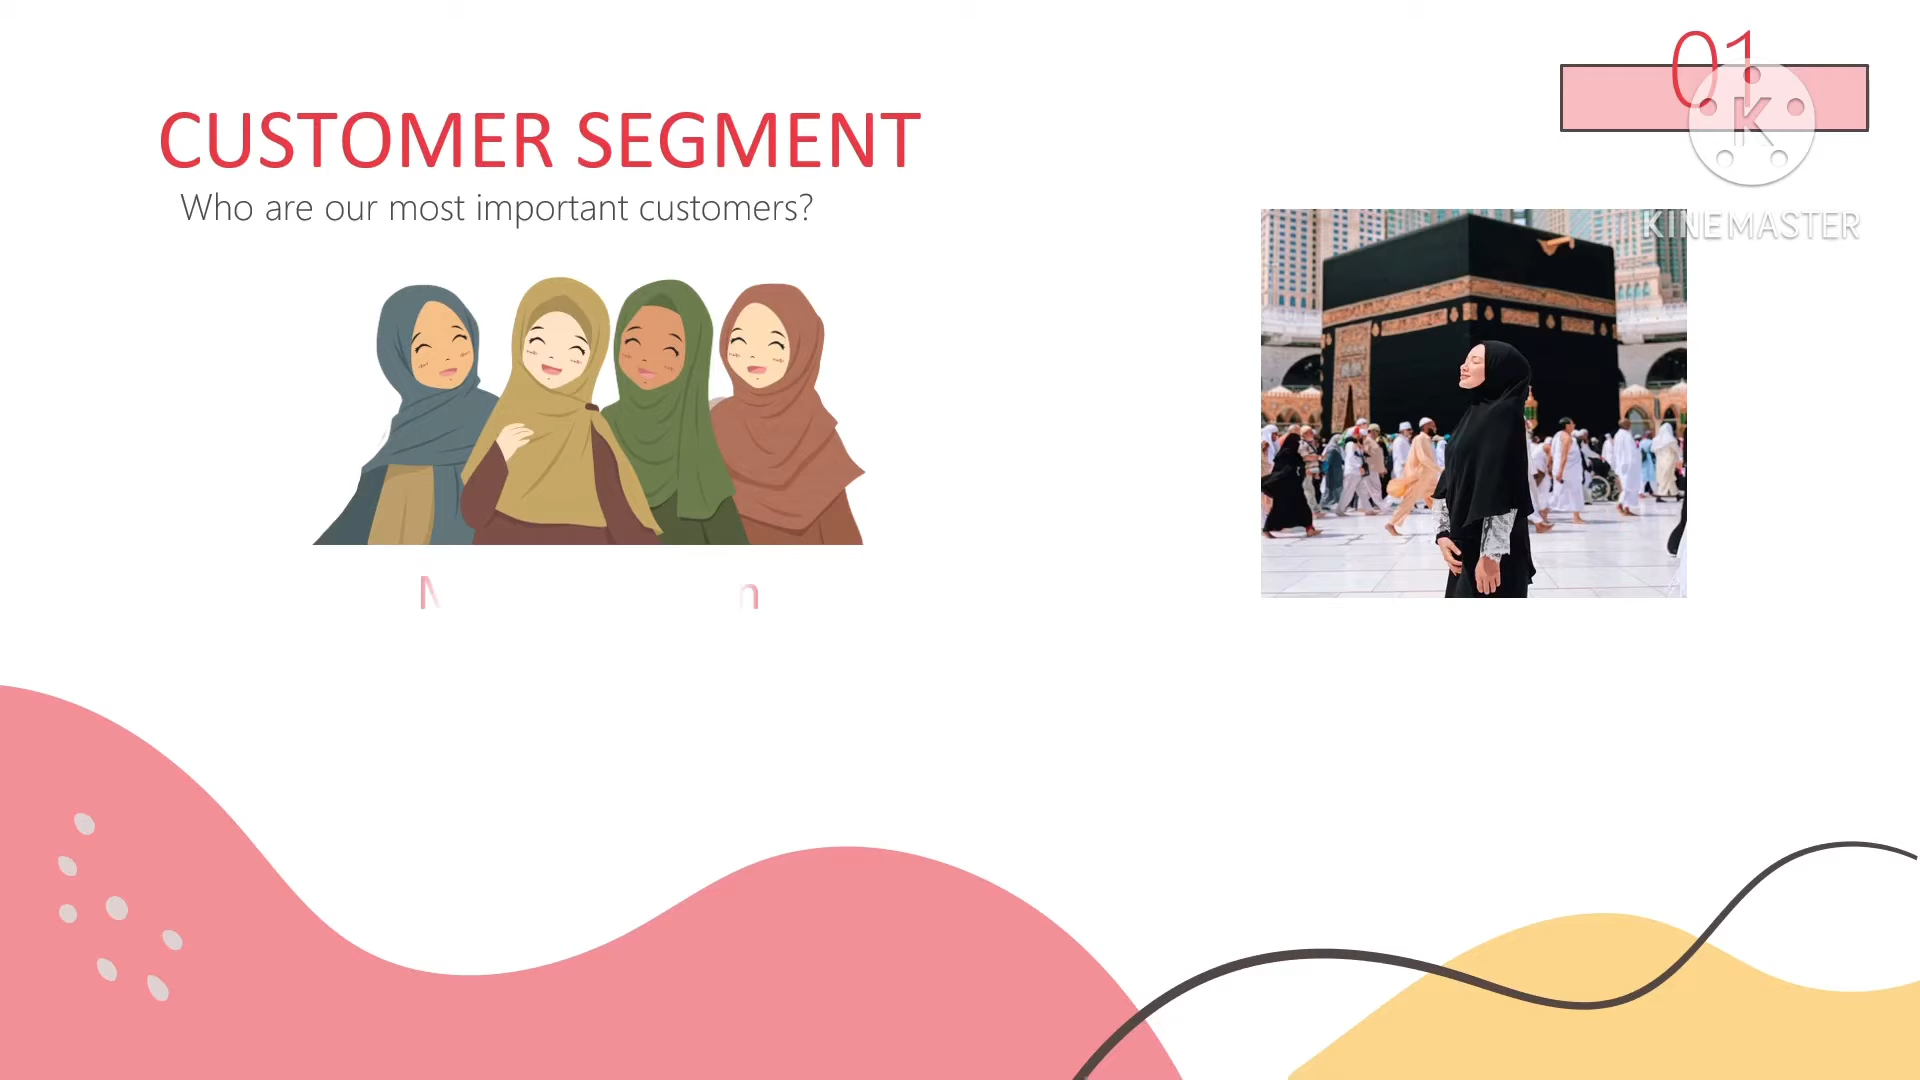 01
CUSTOMER SEGMENT
Who are our most important customers?
K
KINEMASTER